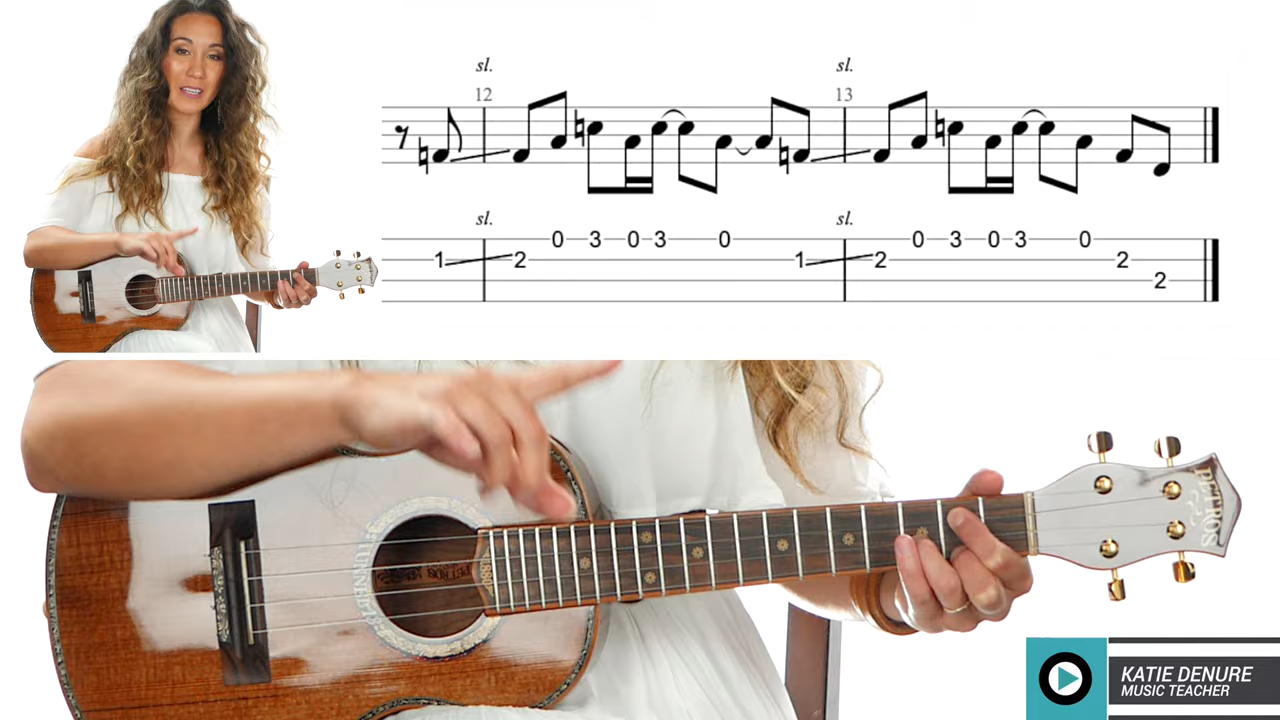 sl. sl.
12 13
sl. sl.
1 2 0 3 0 3 0 1 2 0 3 0 3 0 2 2
PETROS
KATIE DENURE
MUSIC TEACHER